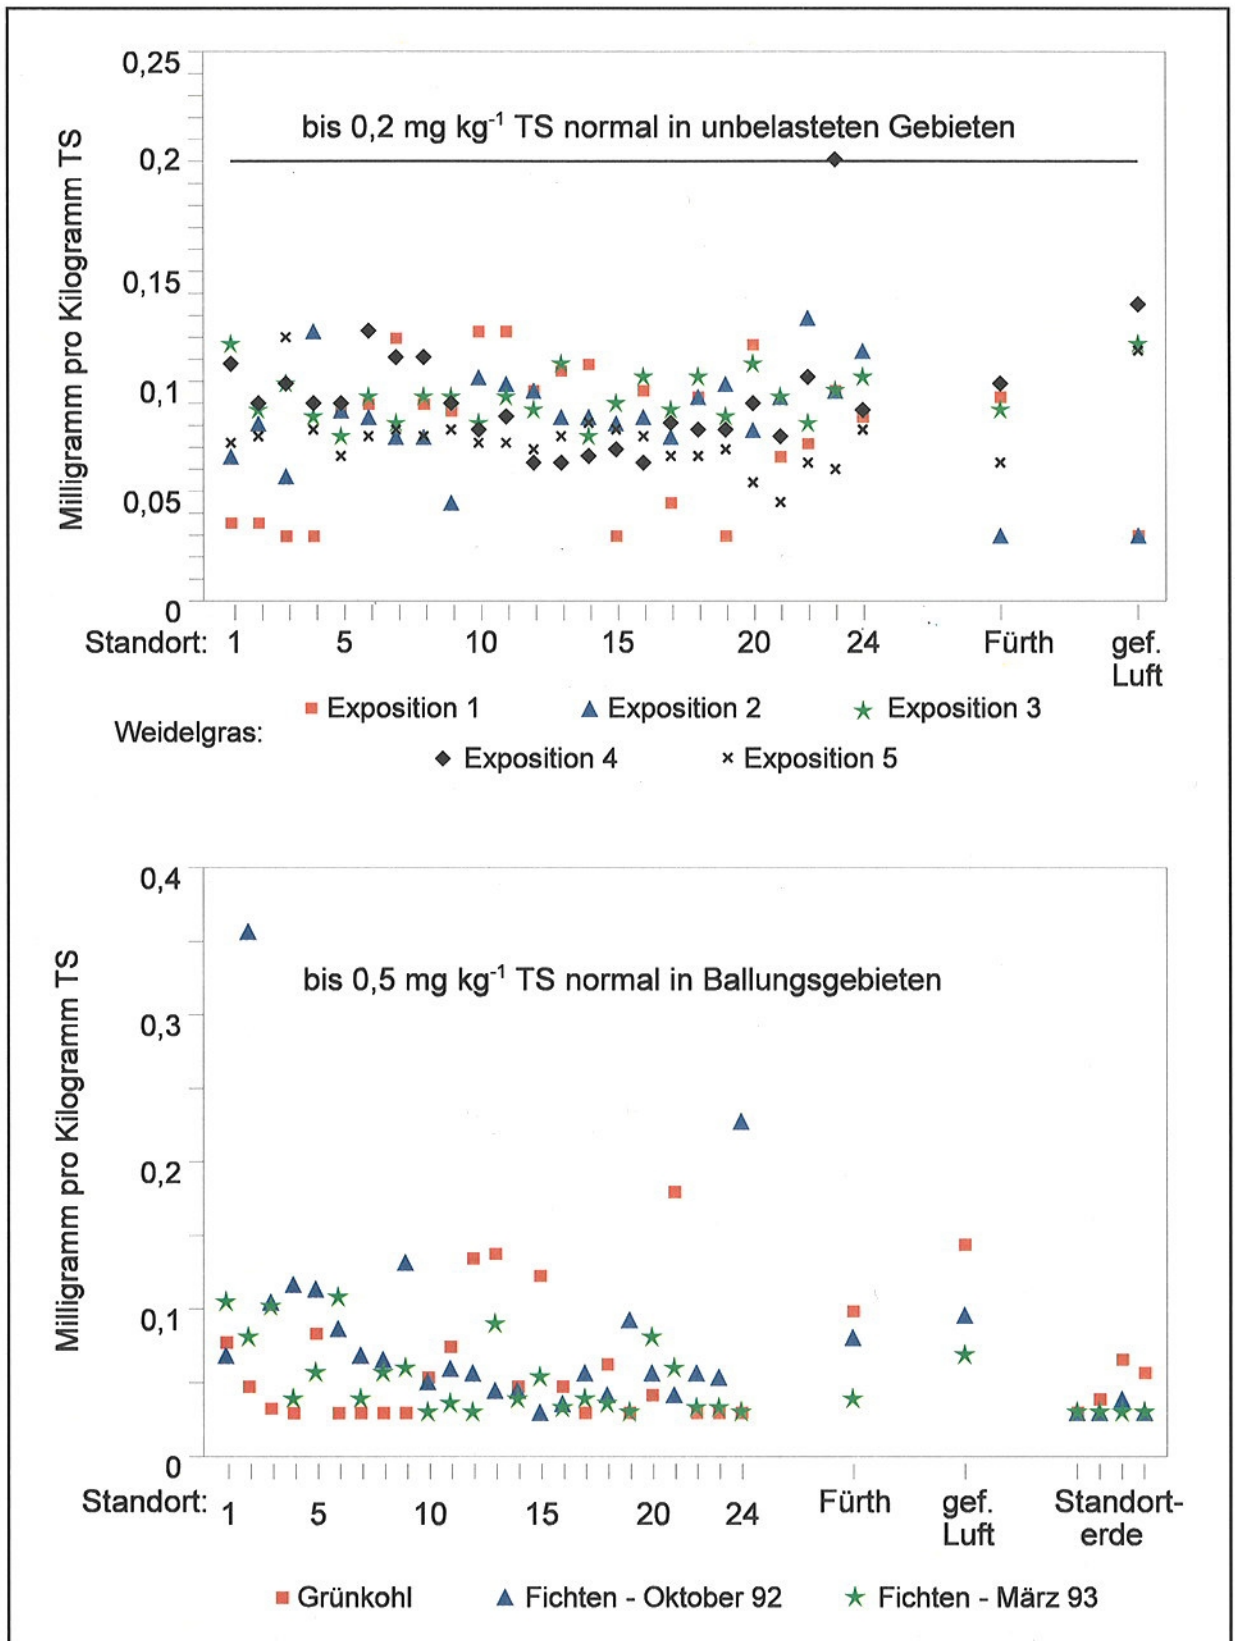 0,25
bis 0,2 mg kg⁻¹ TS normal in unbelasteten Gebieten
0,2
0,15
0,1
0,05
0
Milligramm pro Kilogramm TS
Standort: 1 5 10 15 20 24 Fürth gef.
Luft
Weidelgras:
Exposition 1 Exposition 2 Exposition 3
Exposition 4 Exposition 5
0,4
bis 0,5 mg kg⁻¹ TS normal in Ballungsgebieten
0,3
0,2
0,1
0
Milligramm pro Kilogramm TS
Standort: 1 5 10 15 20 24 Fürth gef. Standort-
Luft erde
Grünkohl Fichten - Oktober 92 Fichten - März 93